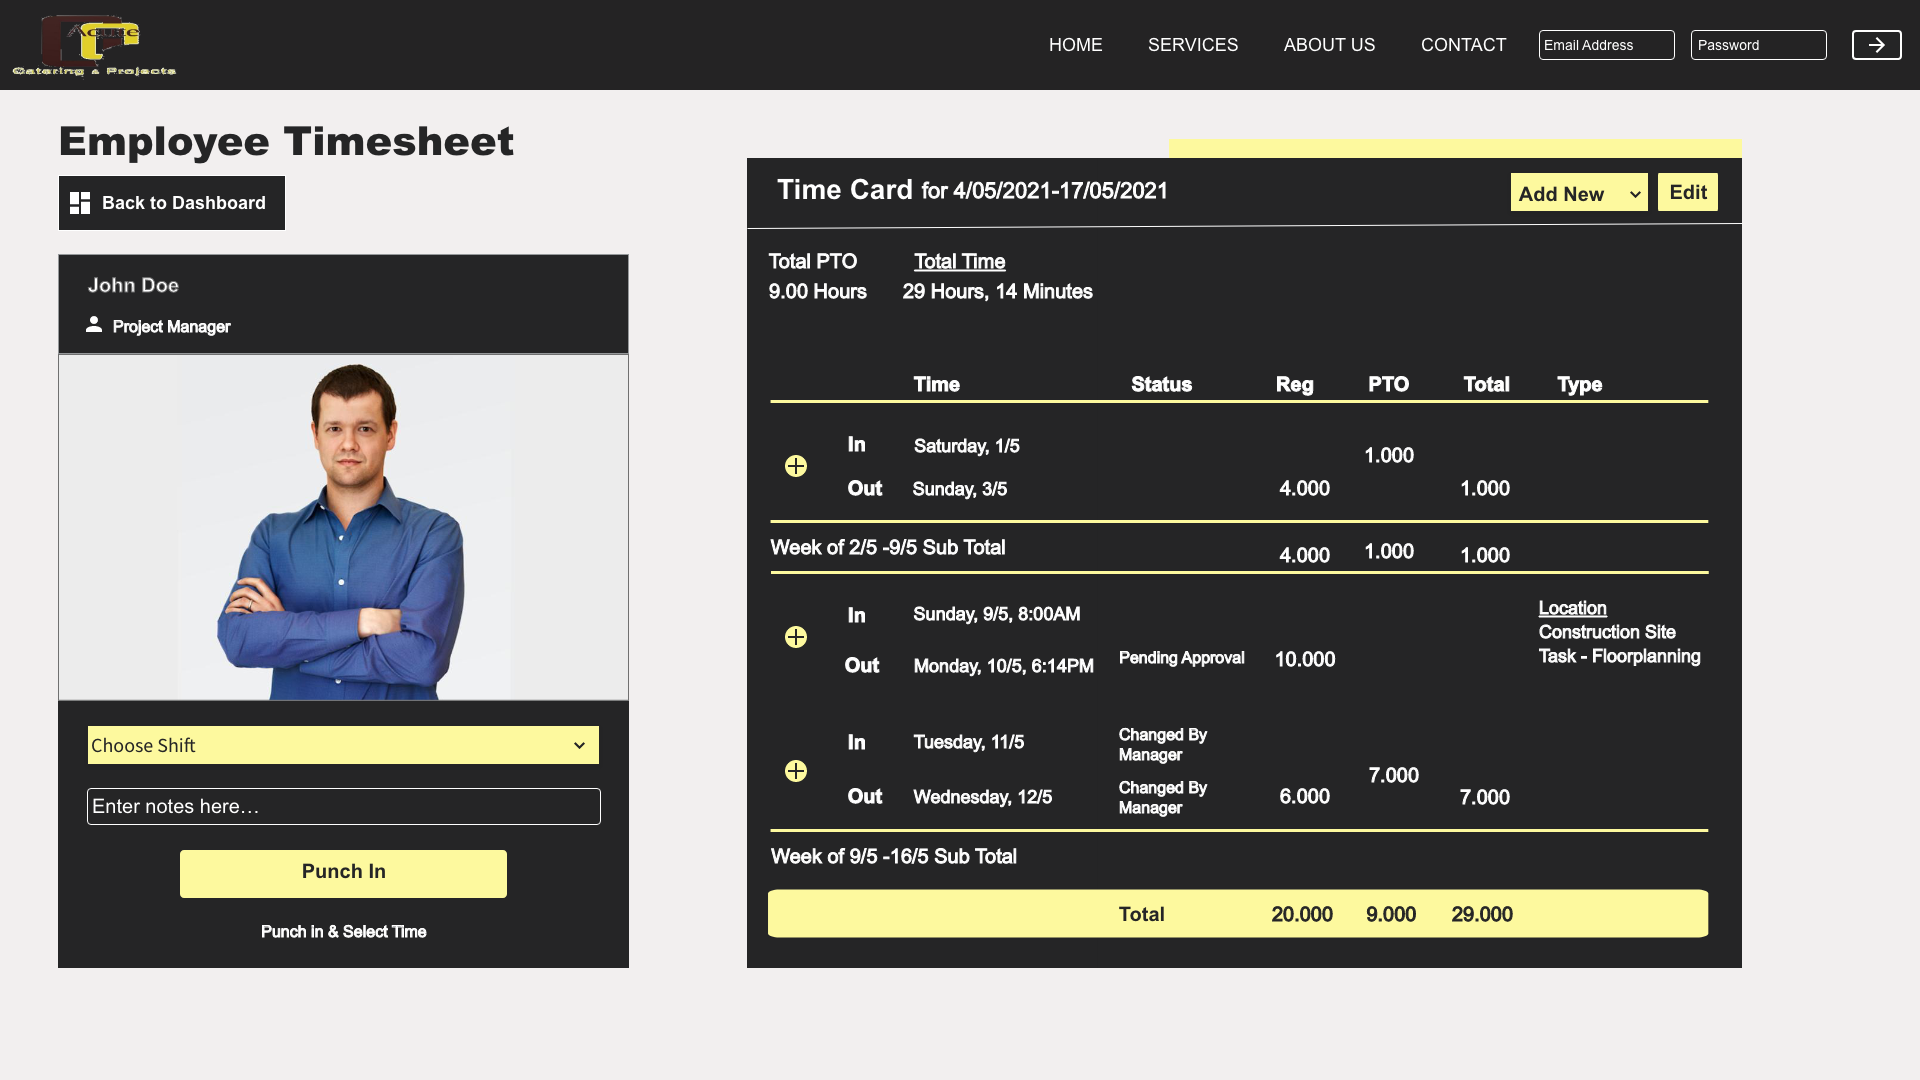 Acute
Catering & Projects
HOME SERVICES ABOUT US CONTACT Email Address Password
Employee Timesheet
Back to Dashboard
John Doe
Project Manager
Choose Shift
Enter notes here...
Punch In
Punch in & Select Time
Time Card for 4/05/2021-17/05/2021
Add New Edit
Total PTO Total Time
9.00 Hours 29 Hours, 14 Minutes
Time Status Reg PTO Total Type
In Saturday, 1/5 1.000
Out Sunday, 3/5 4.000 1.000
Week of 2/5 -9/5 Sub Total 4.000 1.000 1.000
In Sunday, 9/5, 8:00AM Location
Construction Site
Out Monday, 10/5, 6:14PM Pending Approval 10.000 Task - Floorplanning
In Tuesday, 11/5 Changed By
Manager
7.000
Out Wednesday, 12/5 Changed By 6.000 7.000
Manager
Week of 9/5 -16/5 Sub Total
Total 20.000 9.000 29.000